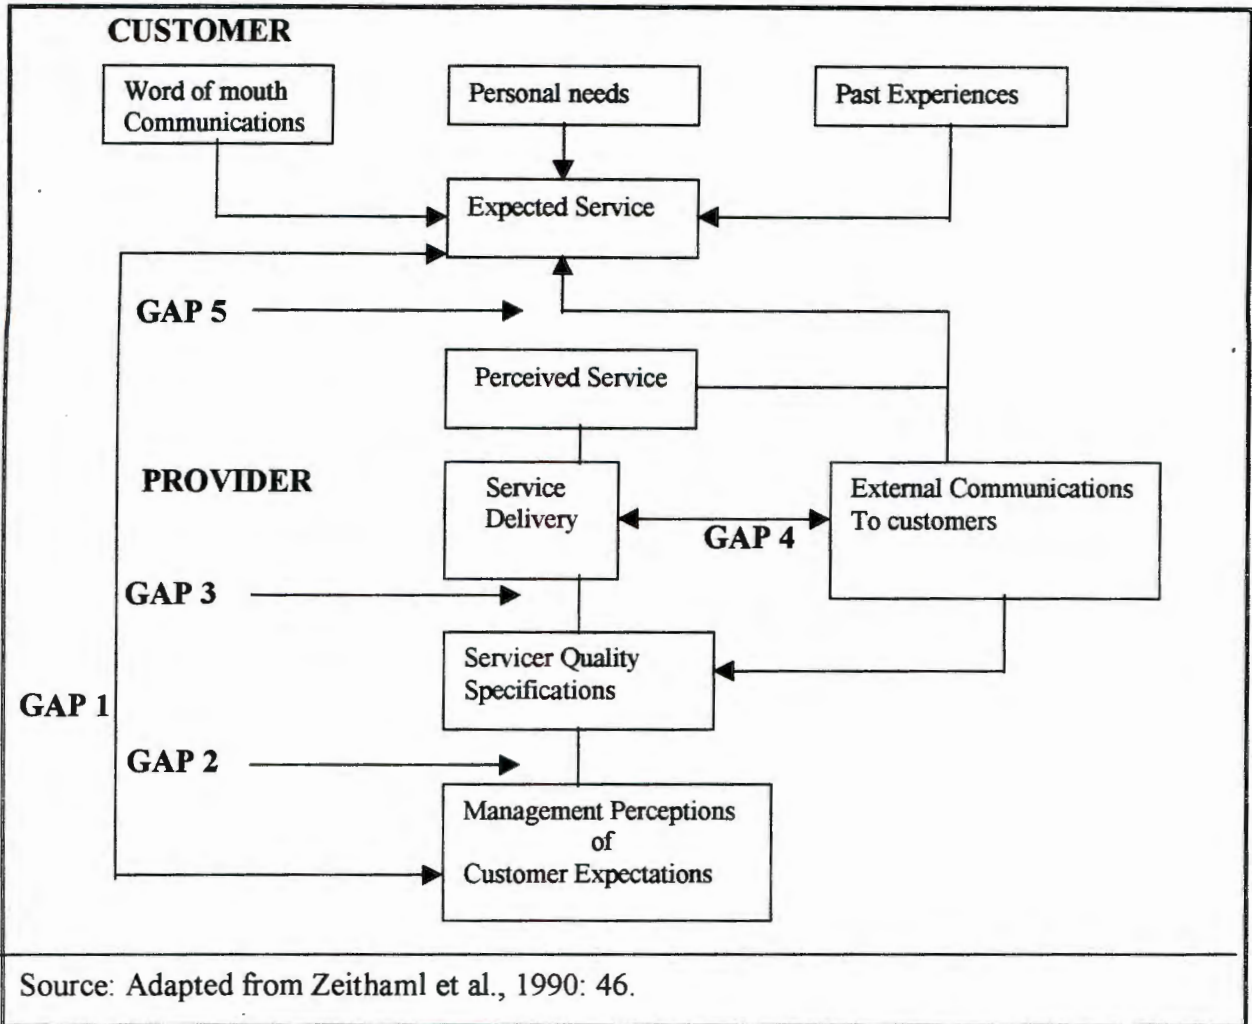 CUSTOMER
Word of mouth
Communications
Personal needs
Past Experiences
Expected Service
GAP 5
Perceived Service
PROVIDER
Service
Delivery
External Communications
To customers
GAP 4
GAP 3
Servicer Quality
Specifications
GAP 1
GAP 2
Management Perceptions
of
Customer Expectations
Source: Adapted from Zeithaml et al., 1990: 46.